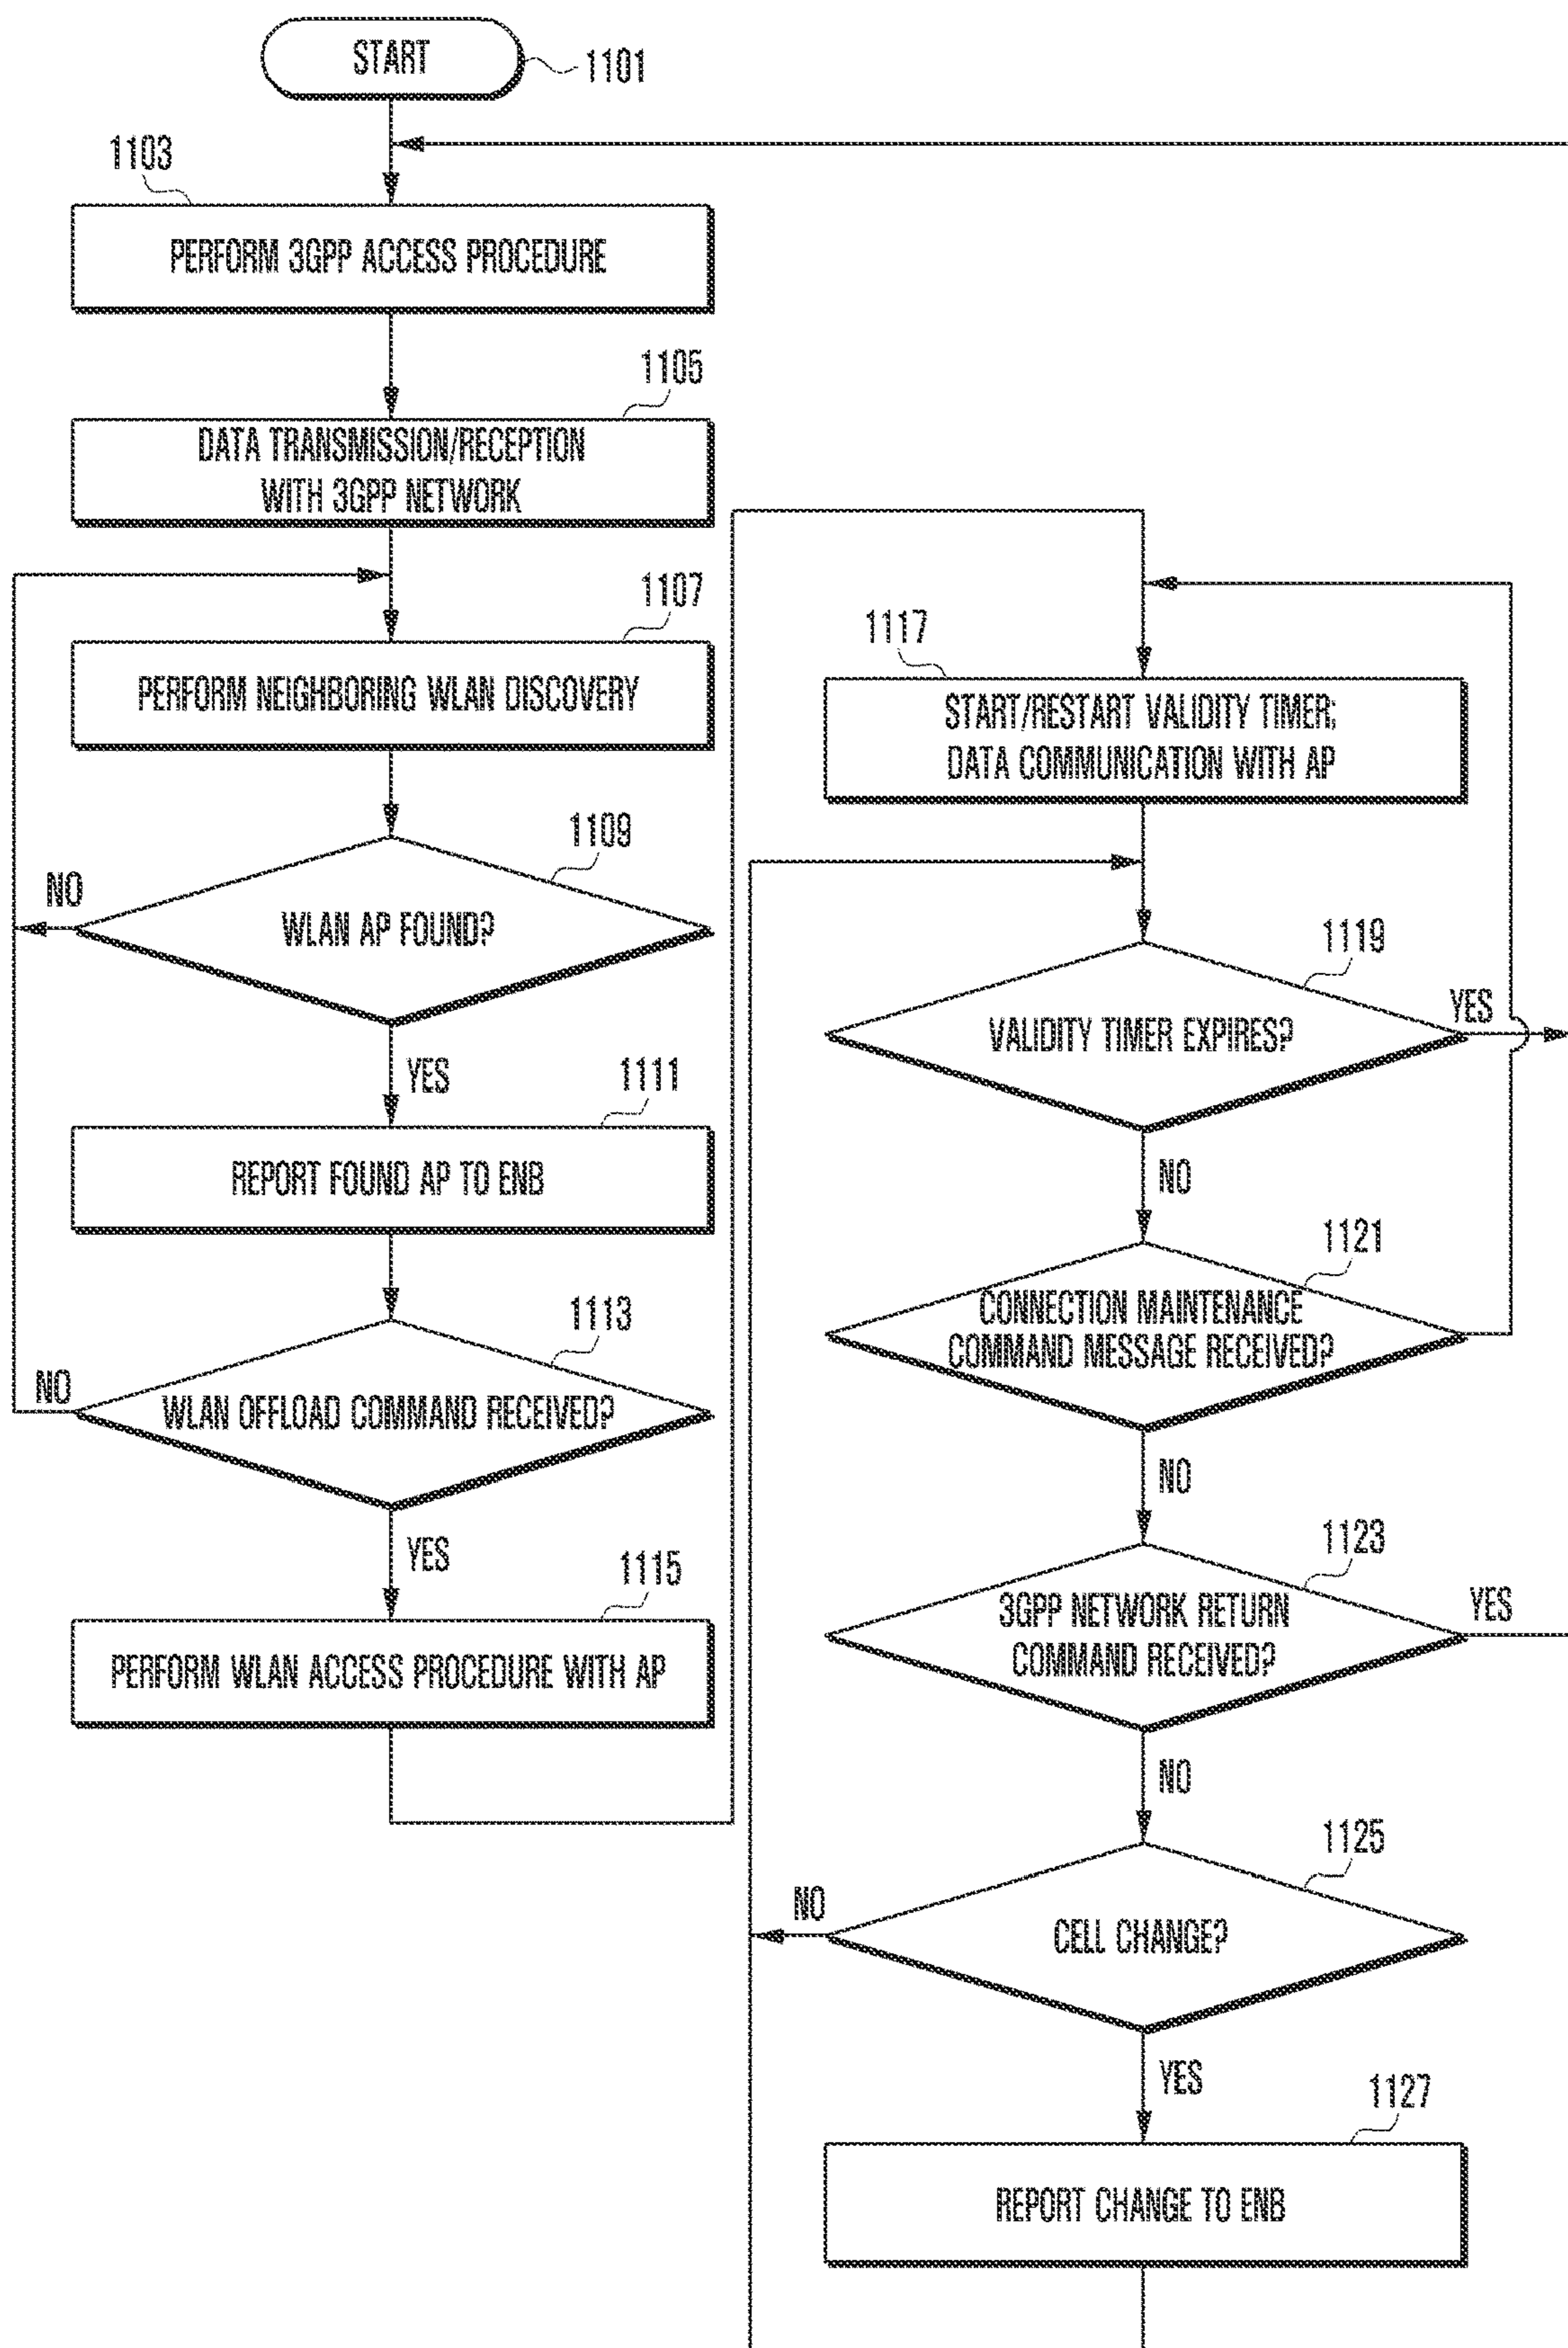 START
1101
1103
PERFORM 3GPP ACCESS PROCEDURE
1105
DATA TRANSMISSION/RECEPTION
WITH 3GPP NETWORK
1107
PERFORM NEIGHBORING WLAN DISCOVERY
1109
NO
WLAN AP FOUND?
YES
1111
REPORT FOUND AP TO ENB
1113
NO
WLAN OFFLOAD COMMAND RECEIVED?
YES
1115
PERFORM WLAN ACCESS PROCEDURE WITH AP
1117
START/RESTART VALIDITY TIMER;
DATA COMMUNICATION WITH AP
1119
YES
VALIDITY TIMER EXPIRES?
NO
1121
CONNECTION MAINTENANCE
COMMAND MESSAGE RECEIVED?
NO
1123
YES
3GPP NETWORK RETURN
COMMAND RECEIVED?
NO
1125
NO
CELL CHANGE?
YES
1127
REPORT CHANGE TO ENB